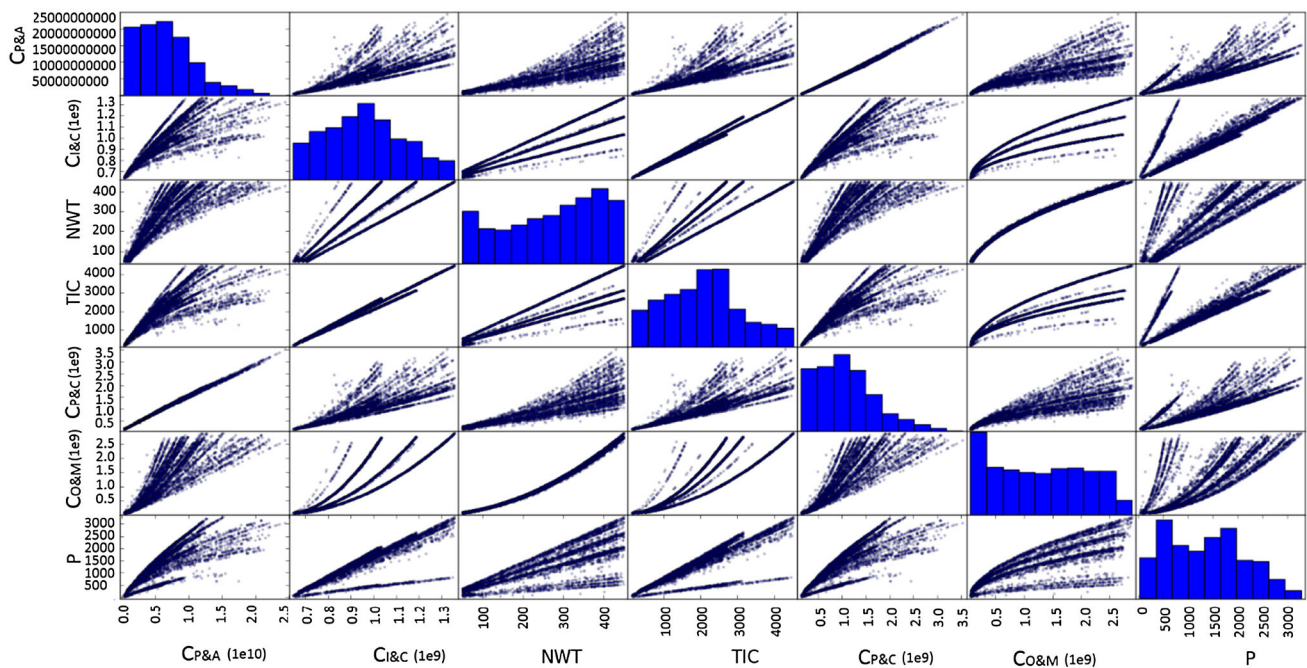 25000000000
20000000000
15000000000
10000000000
5000000000
CP&A
1.3
1.2
1.1
1.0
0.9
0.8
0.7
CI&C (1e9)
400
300
200
100
NWT
4000
3000
2000
1000
TIC
3.5
3.0
2.5
2.0
1.5
1.0
0.5
CP&C (1e9)
2.5
2.0
1.5
1.0
0.5
CO&M (1e9)
3000
2500
2000
1500
1000
500
P
0.0 0.5 1.0 1.5 2.0 2.5
0.7 0.8 0.9 1.0 1.1 1.2 1.3
100 200 300 400
1000 2000 3000 4000
0.5 1.0 1.5 2.0 2.5 3.0 3.5
0.5 1.0 1.5 2.0 2.5
0 500 1000 1500 2000 2500 3000
CP&A (1e10) CI&C (1e9) NWT TIC CP&C (1e9) CO&M (1e9) P